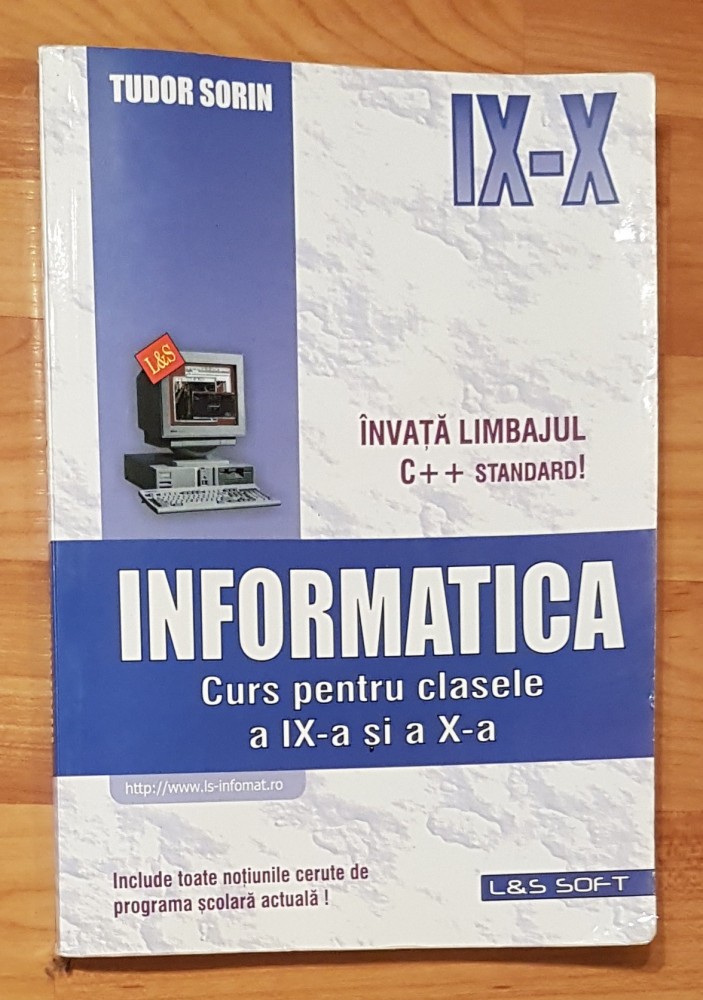 TUDOR SORIN
IX-X
L&S
ÎNVAȚĂ LIMBAJUL
C++ STANDARD!
INFORMATICA
Curs pentru clasele
a IX-a și a X-a
http://www.ls-infomat.ro
Include toate noțiunile cerute de
programa școlară actuală !
L&S SOFT